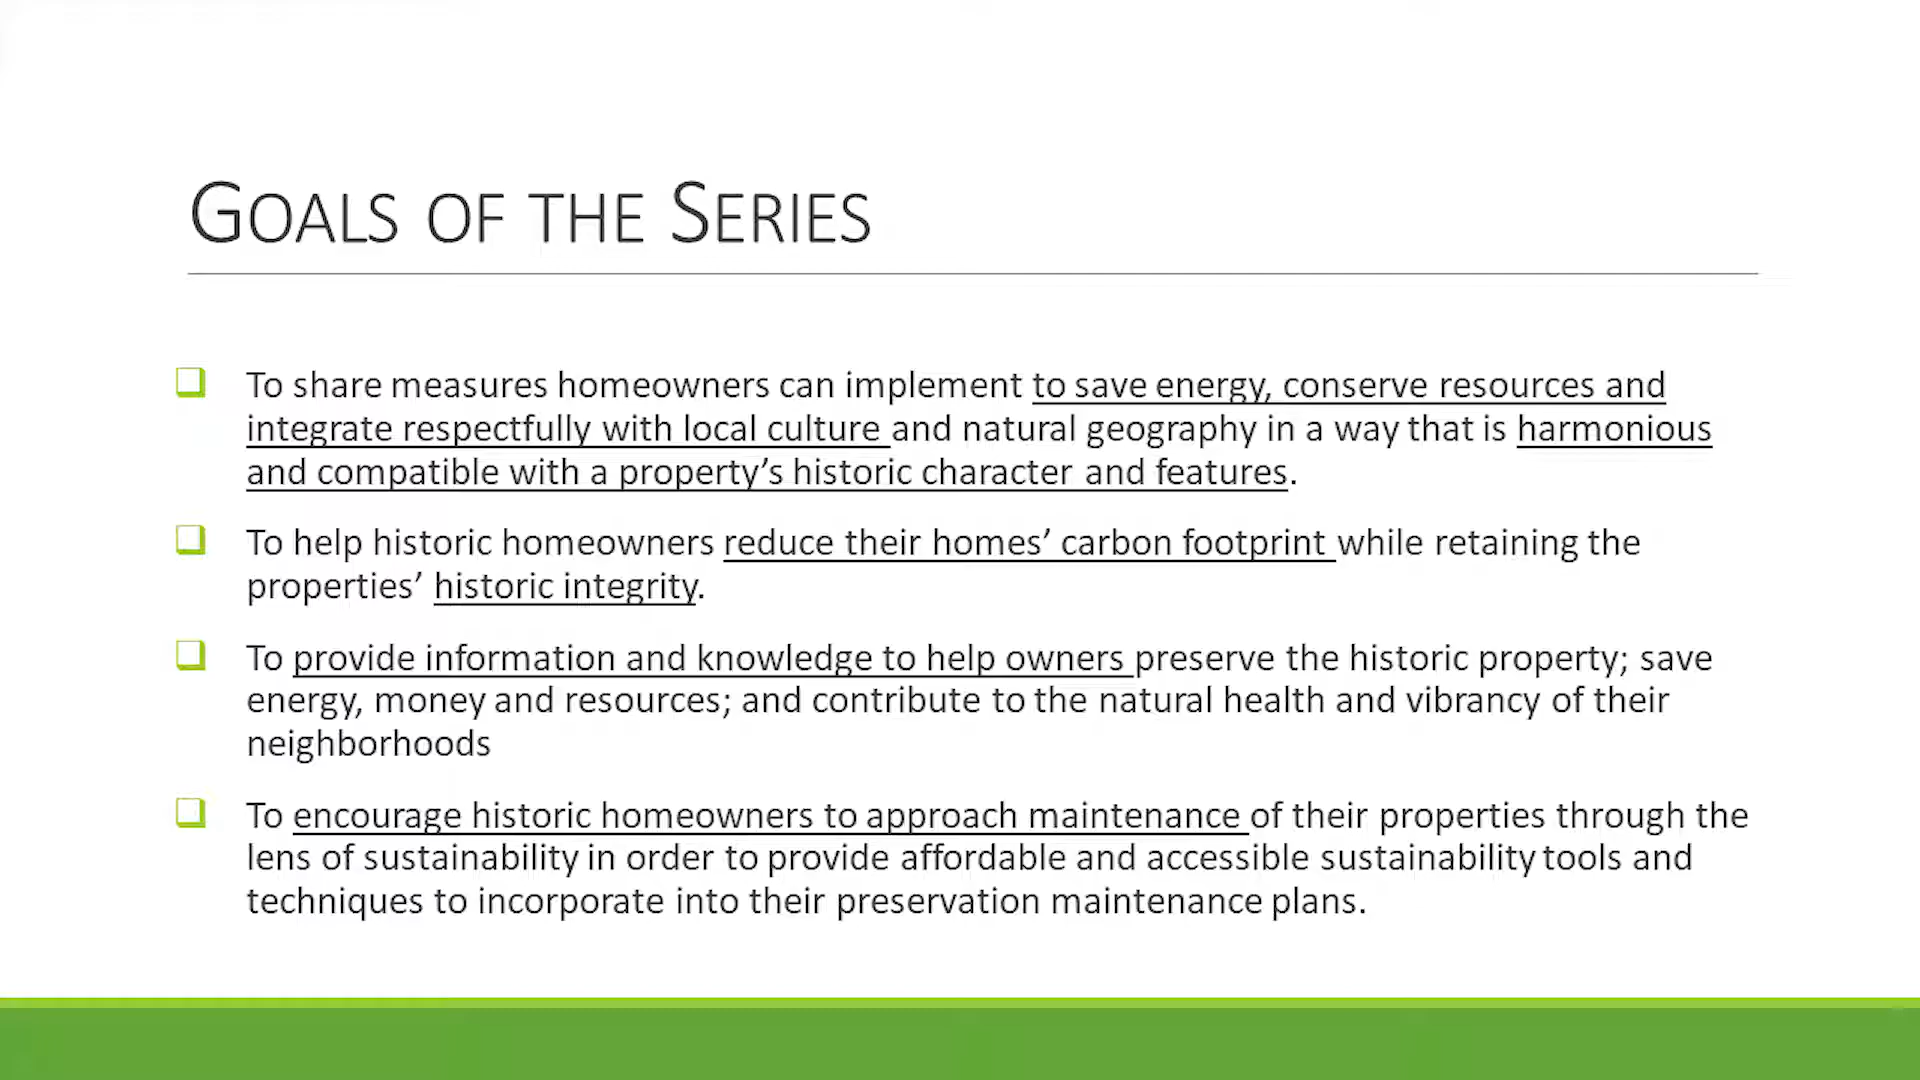 GOALS OF THE SERIES
To share measures homeowners can implement to save energy, conserve resources and
integrate respectfully with local culture and natural geography in a way that is harmonious
and compatible with a property’s historic character and features.
To help historic homeowners reduce their homes’ carbon footprint while retaining the
properties’ historic integrity.
To provide information and knowledge to help owners preserve the historic property; save
energy, money and resources; and contribute to the natural health and vibrancy of their
neighborhoods
To encourage historic homeowners to approach maintenance of their properties through the
lens of sustainability in order to provide affordable and accessible sustainability tools and
techniques to incorporate into their preservation maintenance plans.